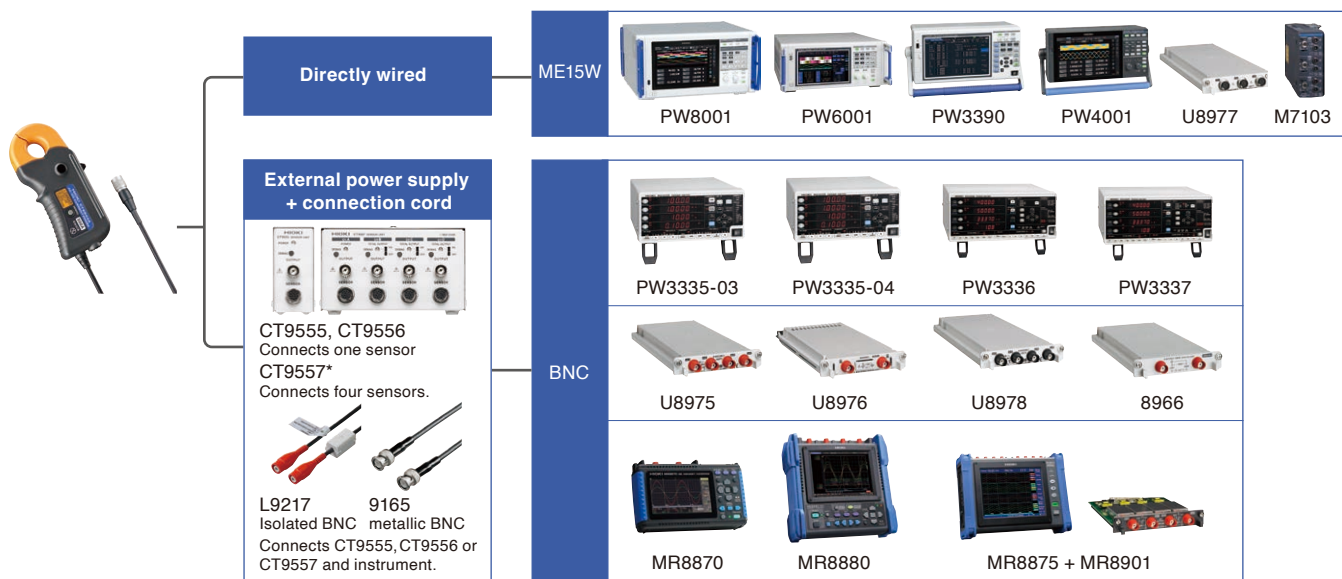 Directly wired
ME15W
PW8001
PW6001
PW3390
PW4001
U8977
M7103
External power supply
+ connection cord
CT9555, CT9556
Connects one sensor
CT9557*
Connects four sensors.
L9217
Isolated BNC
9165
metallic BNC
Connects CT9555, CT9556 or
CT9557 and instrument.
BNC
PW3335-03
PW3335-04
PW3336
PW3337
U8975
U8976
U8978
8966
MR8870
MR8880
MR8875 + MR8901